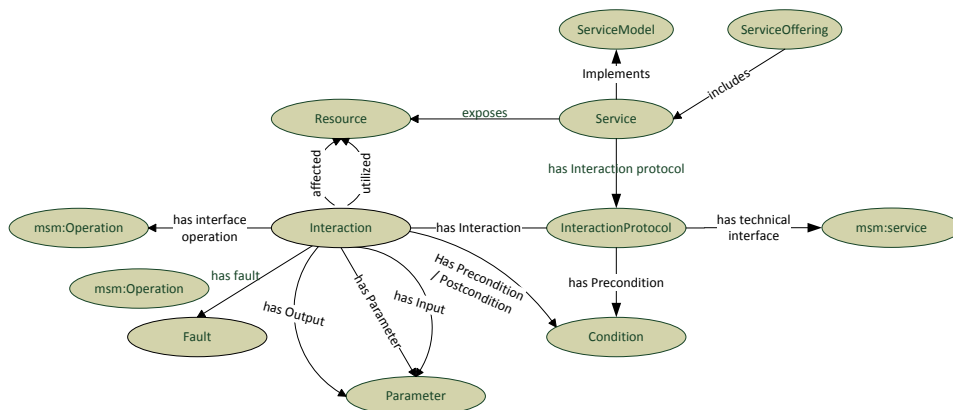 ServiceModel
ServiceOffering
Implements
includes
Resource
exposes
Service
affected
utilized
has Interaction protocol
msm:Operation
has interface
operation
Interaction
has Interaction
InteractionProtocol
has technical
interface
msm:service
msm:Operation
has fault
has Output
has Parameter
has Input
Has Precondition
/ Postcondition
has Precondition
Fault
Condition
Parameter